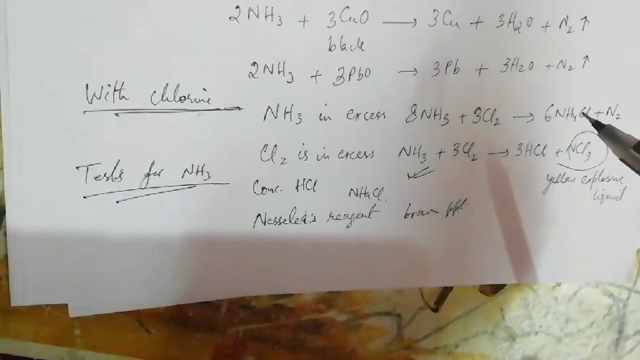 2NH₃ + 3CuO → 3Cu + 3H₂O + N₂↑
black
2NH₃ + 3PbO → 3Pb + 3H₂O + N₂↑
With chlorine
NH₃ in excess 8NH₃ + 3Cl₂ → 6NH₄Cl + N₂
Cl₂ is in excess NH₃ + 3Cl₂ → 3HCl + NCl₃
yellow explosive
liquid
Tests for NH₃
Conc. HCl NH₄Cl
Nessler's reagent brown ppt.